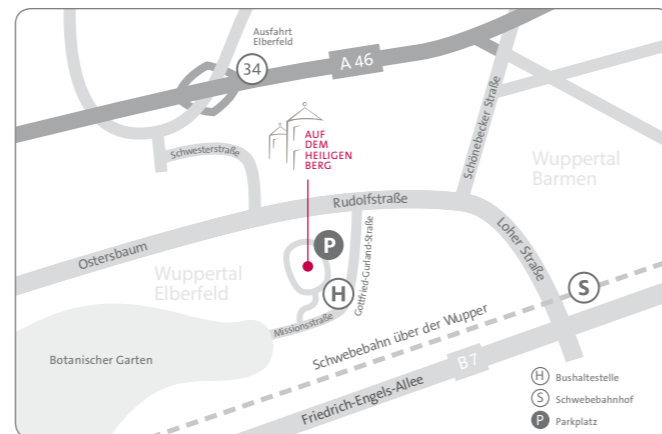 Ausfahrt
Elberfeld
34
A 46
AUF
DEM
HEILIGEN
BERG
Schwesterstraße
Schönebecker Straße
Wuppertal
Barmen
Rudolfstraße
Ostersbaum
Loher Straße
P
Gottfried-Gurland-Straße
Wuppertal
Elberfeld
H
S
Missionsstraße
Schwebebahn über der Wupper
Botanischer Garten
B 7
Friedrich-Engels-Allee
H Bushaltestelle
S Schwebebahnhof
P Parkplatz